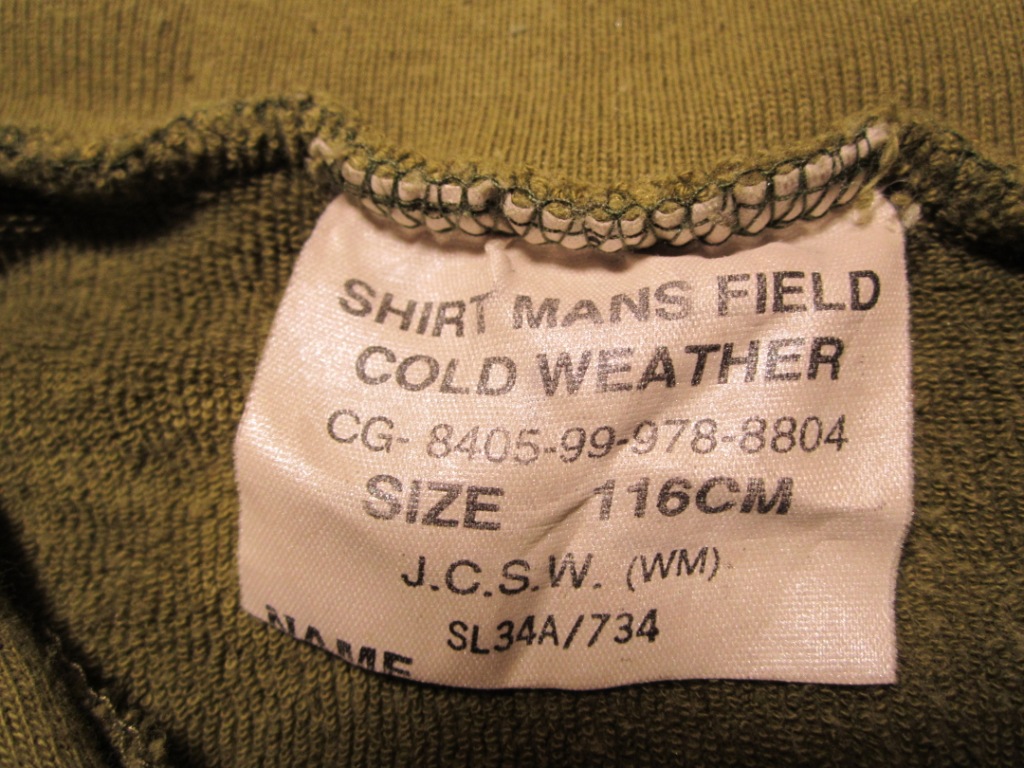 SHIRT MANS FIELD
COLD WEATHER
CG- 8405-99-978-8804
SIZE 116CM
J.C.S.W. (WM)
SL34A/734
NAME